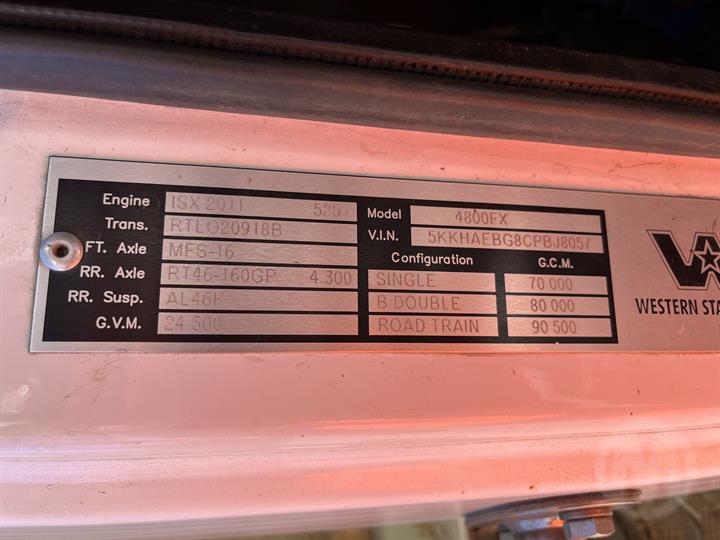 Engine ISX 2011 525
Trans. RTLO20918B
FT. Axle MFS-16
RR. Axle RT46-160GP 4.300
RR. Susp. AL46K
G.V.M. 24 500
Model 4800FX
V.I.N. 5KKHAEBG8CPBJ8057
Configuration G.C.M.
SINGLE 70 000
B DOUBLE 80 000
ROAD TRAIN 90 500
WESTERN STA